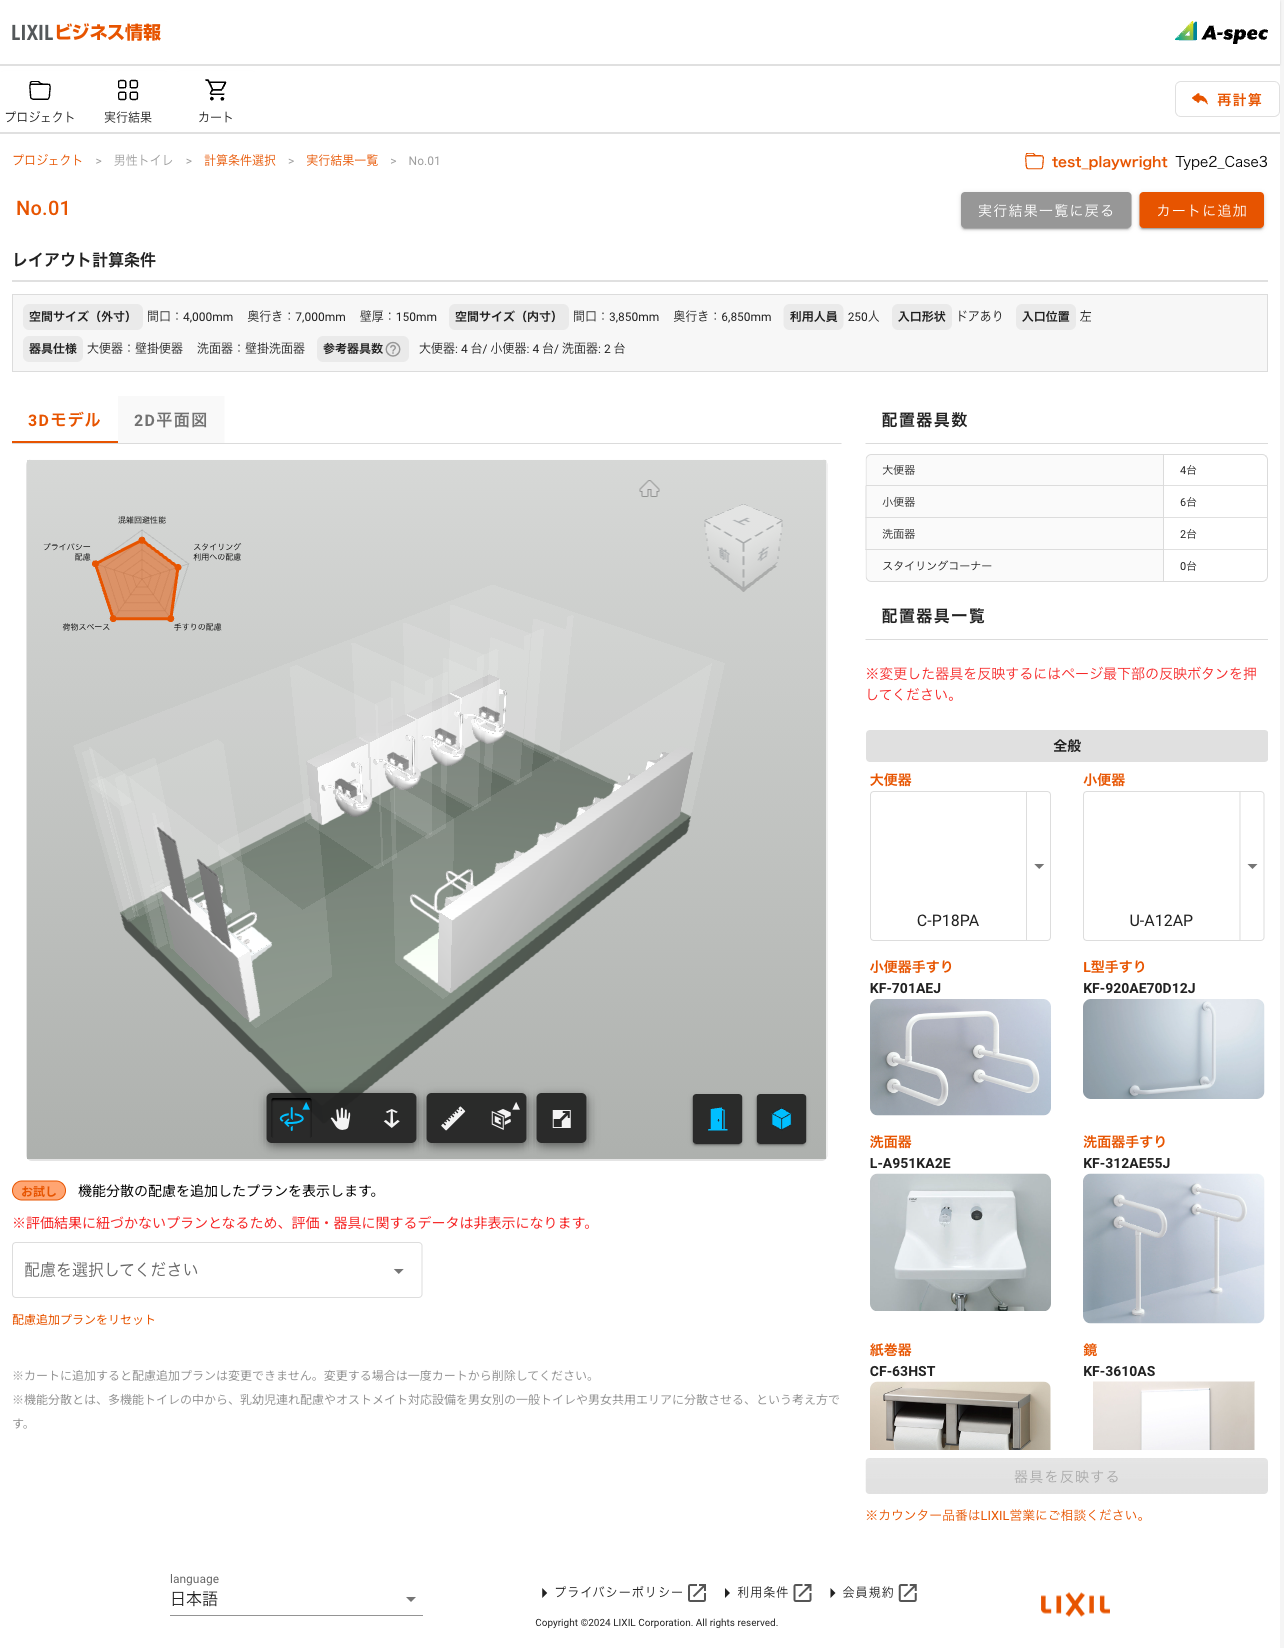 LIXILビジネス情報
A-spec
プロジェクト
実行結果
カート
再計算
プロジェクト > 男性トイレ > 計算条件選択 > 実行結果一覧 > No.01
test_playwright Type2_Case3
No.01
実行結果一覧に戻る
カートに追加
レイアウト計算条件
空間サイズ（外寸） 間口：4,000mm 奥行き：7,000mm 壁厚：150mm 空間サイズ（内寸） 間口：3,850mm 奥行き：6,850mm 利用人員 250人 入口形状 ドアあり 入口位置 左
器具仕様 大便器：壁掛便器 洗面器：壁掛洗面器 参考器具数 ? 大便器: 4 台/ 小便器: 4 台/ 洗面器: 2 台
3Dモデル
2D平面図
混雑回避性能
プライバシー
配慮
スタイリング
利用への配慮
荷物スペース
手すりの配慮
上
前
右
お試し 機能分散の配慮を追加したプランを表示します。
※評価結果に紐づかないプランとなるため、評価・器具に関するデータは非表示になります。
配慮を選択してください
配慮追加プランをリセット
※カートに追加すると配慮追加プランは変更できません。変更する場合は一度カートから削除してください。
※機能分散とは、多機能トイレの中から、乳幼児連れ配慮やオストメイト対応設備を男女別の一般トイレや男女共用エリアに分散させる、という考え方で
す。
配置器具数
大便器 4台
小便器 6台
洗面器 2台
スタイリングコーナー 0台
配置器具一覧
※変更した器具を反映するにはページ最下部の反映ボタンを押
してください。
全般
大便器
C-P18PA
小便器
U-A12AP
小便器手すり
KF-701AEJ
L型手すり
KF-920AE70D12J
洗面器
L-A951KA2E
洗面器手すり
KF-312AE55J
紙巻器
CF-63HST
鏡
KF-3610AS
器具を反映する
※カウンター品番はLIXIL営業にご相談ください。
language
日本語
プライバシーポリシー
利用条件
会員規約
Copyright ©2024 LIXIL Corporation. All rights reserved.
LIXIL